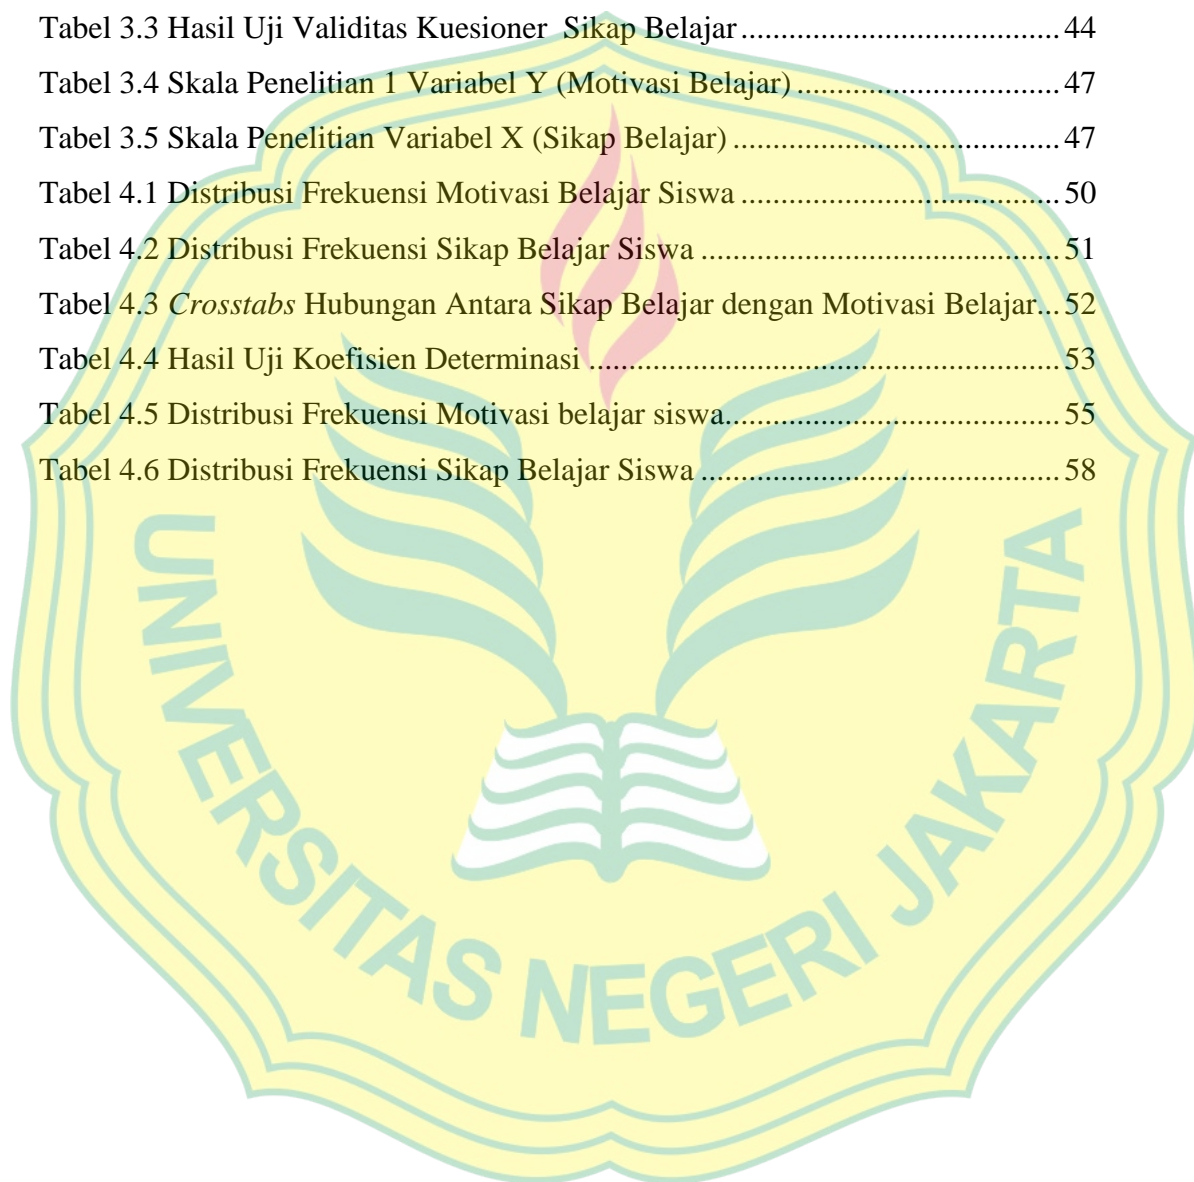 Tabel 3.3 Hasil Uji Validitas Kuesioner  Sikap Belajar ....................................... 44
Tabel 3.4 Skala Penelitian 1 Variabel Y (Motivasi Belajar) ................................ 47
Tabel 3.5 Skala Penelitian Variabel X (Sikap Belajar) ........................................ 47
Tabel 4.1 Distribusi Frekuensi Motivasi Belajar Siswa ....................................... 50
Tabel 4.2 Distribusi Frekuensi Sikap Belajar Siswa ............................................ 51
Tabel 4.3 Crosstabs Hubungan Antara Sikap Belajar dengan Motivasi Belajar... 52
Tabel 4.4 Hasil Uji Koefisien Determinasi .......................................................... 53
Tabel 4.5 Distribusi Frekuensi Motivasi belajar siswa......................................... 55
Tabel 4.6 Distribusi Frekuensi Sikap Belajar Siswa ............................................ 58
UNIVERSITAS NEGERI JAKARTA